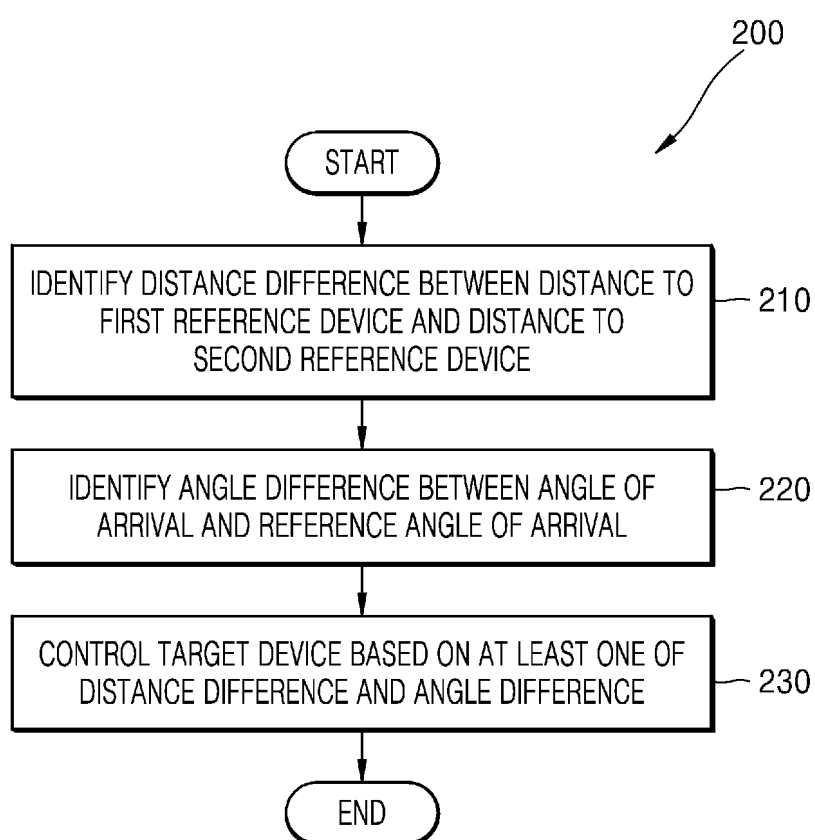 200
START
IDENTIFY DISTANCE DIFFERENCE BETWEEN DISTANCE TO
FIRST REFERENCE DEVICE AND DISTANCE TO
SECOND REFERENCE DEVICE
210
IDENTIFY ANGLE DIFFERENCE BETWEEN ANGLE OF
ARRIVAL AND REFERENCE ANGLE OF ARRIVAL
220
CONTROL TARGET DEVICE BASED ON AT LEAST ONE OF
DISTANCE DIFFERENCE AND ANGLE DIFFERENCE
230
END